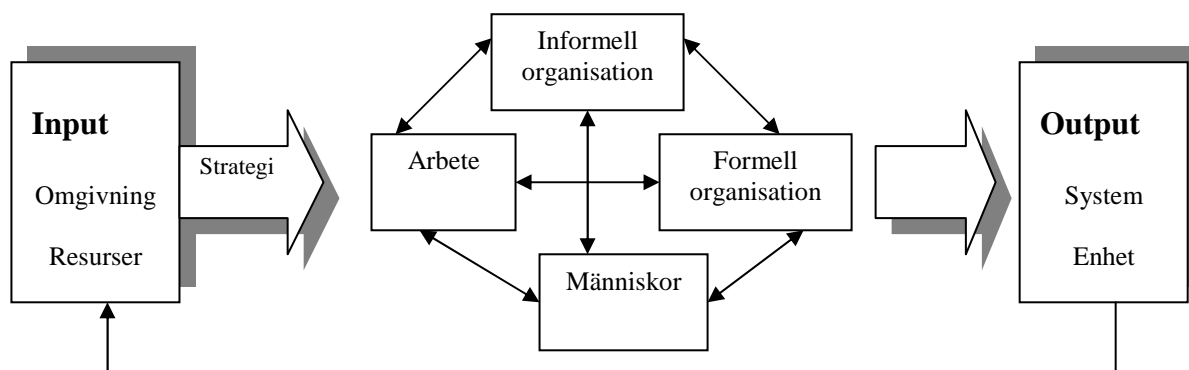 Input
Omgivning
Resurser
Strategi
Informell
organisation
Arbete
Formell
organisation
Människor
Output
System
Enhet